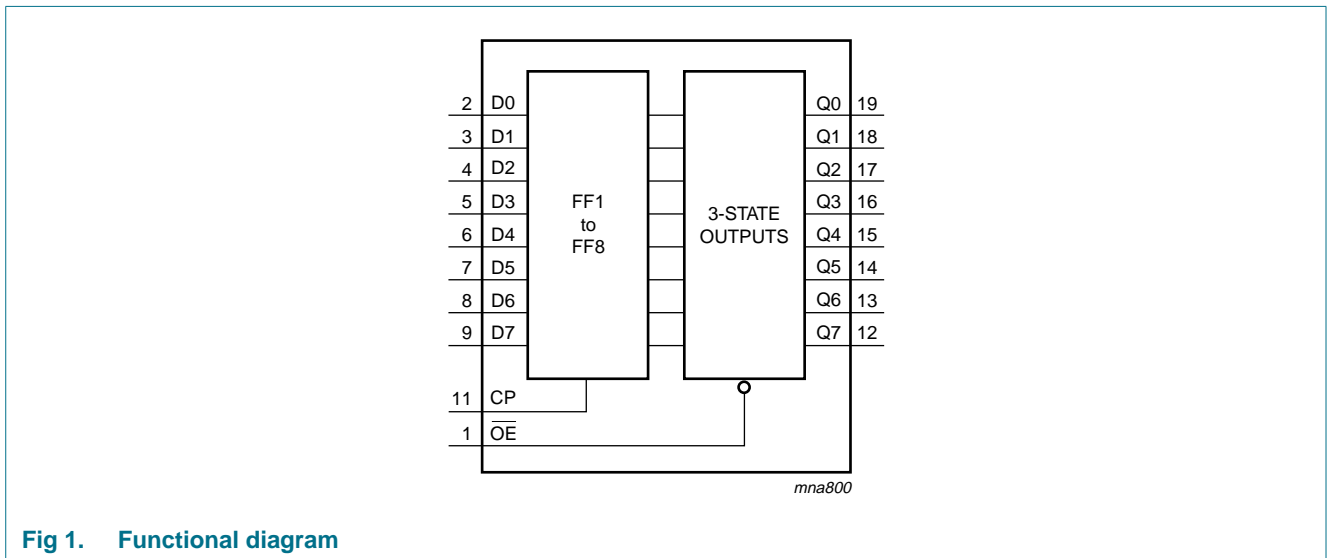 2 D0 Q0 19
3 D1 Q1 18
4 D2 Q2 17
5 D3 FF1 Q3 16
to 3-STATE
6 D4 FF8 OUTPUTS Q4 15
7 D5 Q5 14
8 D6 Q6 13
9 D7 Q7 12
11 CP
1 O̅E̅
mna800
Fig 1. Functional diagram